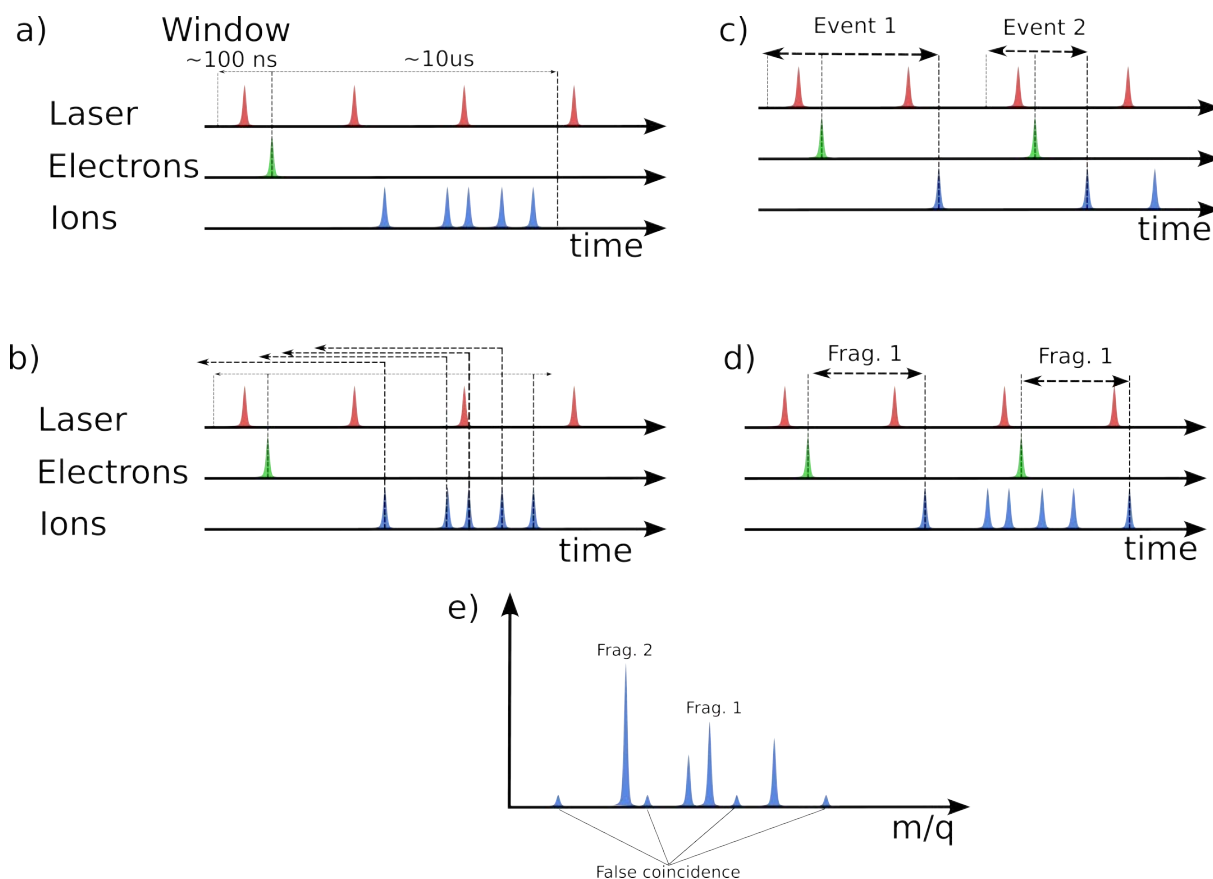 a)
Window
~100 ns
~10us
Laser
Electrons
Ions
time
c)
Event 1
Event 2
time
b)
Laser
Electrons
Ions
time
d)
Frag. 1
Frag. 1
time
e)
Frag. 2
Frag. 1
m/q
False coincidence